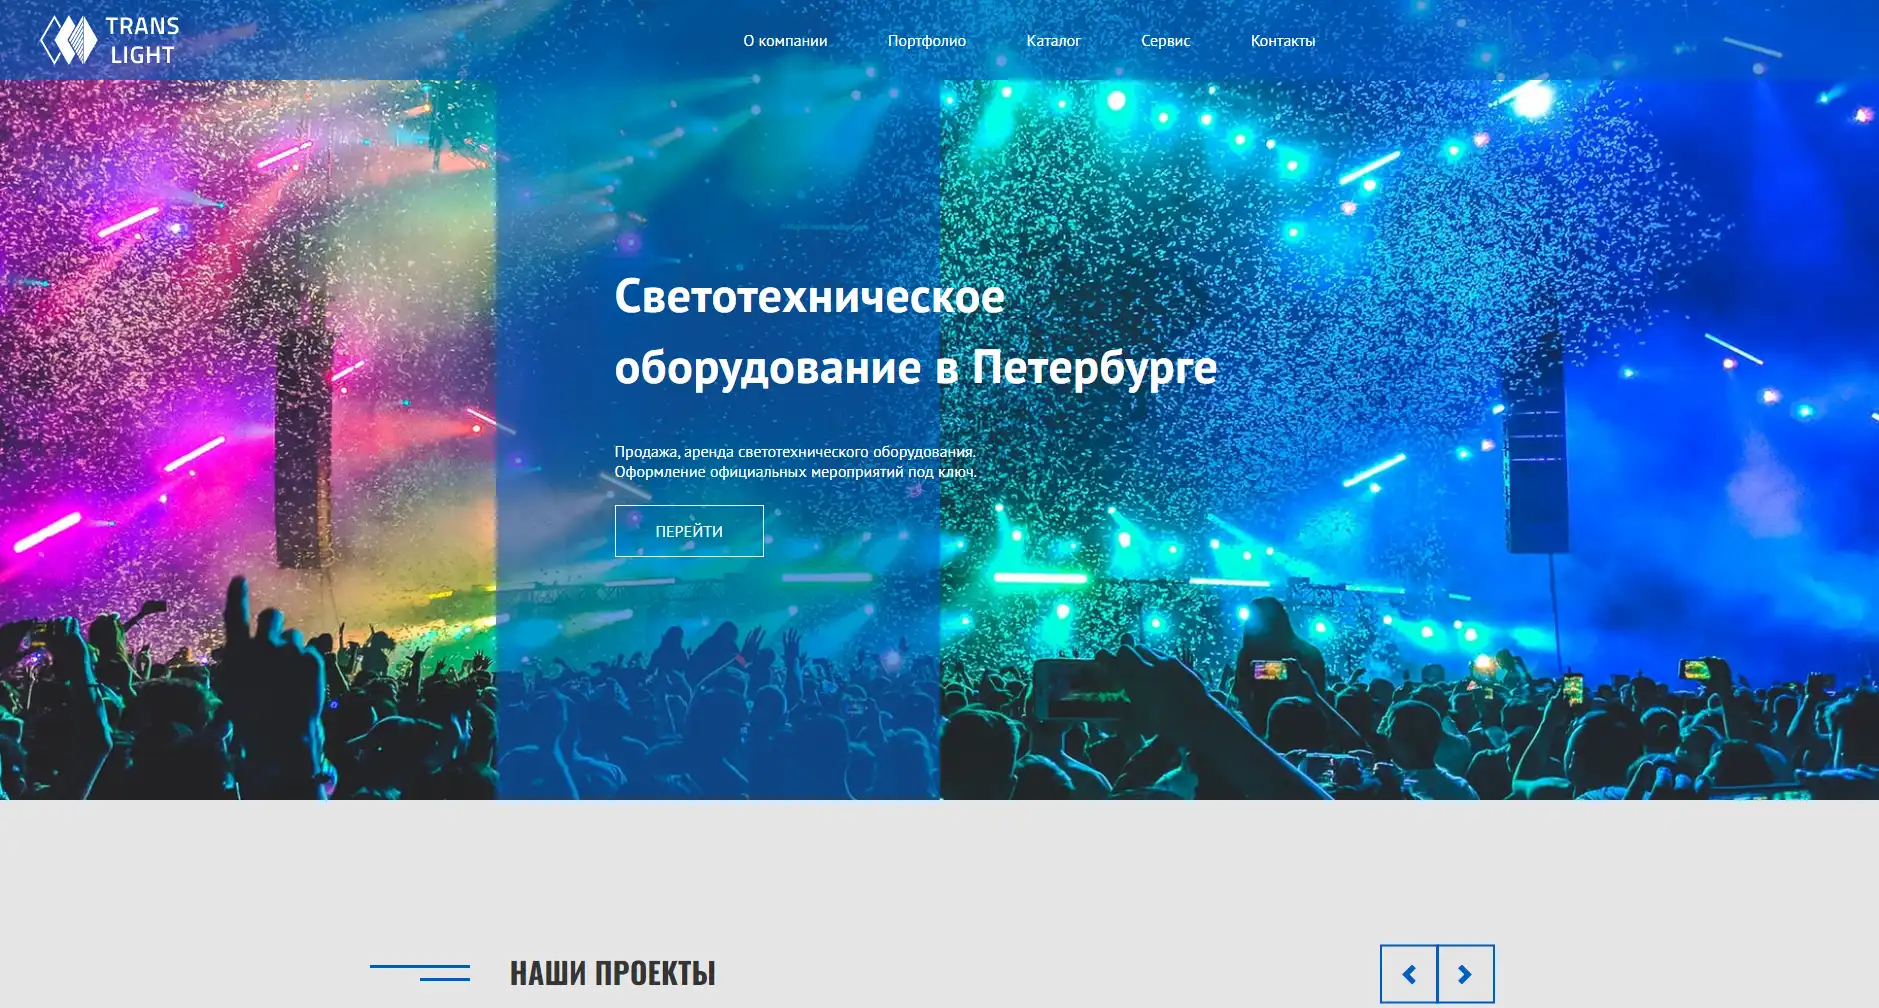 TRANS
LIGHT
О компании
Портфолио
Каталог
Сервис
Контакты
Светотехническое
оборудование в Петербурге
Продажа, аренда светотехнического оборудования.
Оформление официальных мероприятий под ключ.
ПЕРЕЙТИ
НАШИ ПРОЕКТЫ